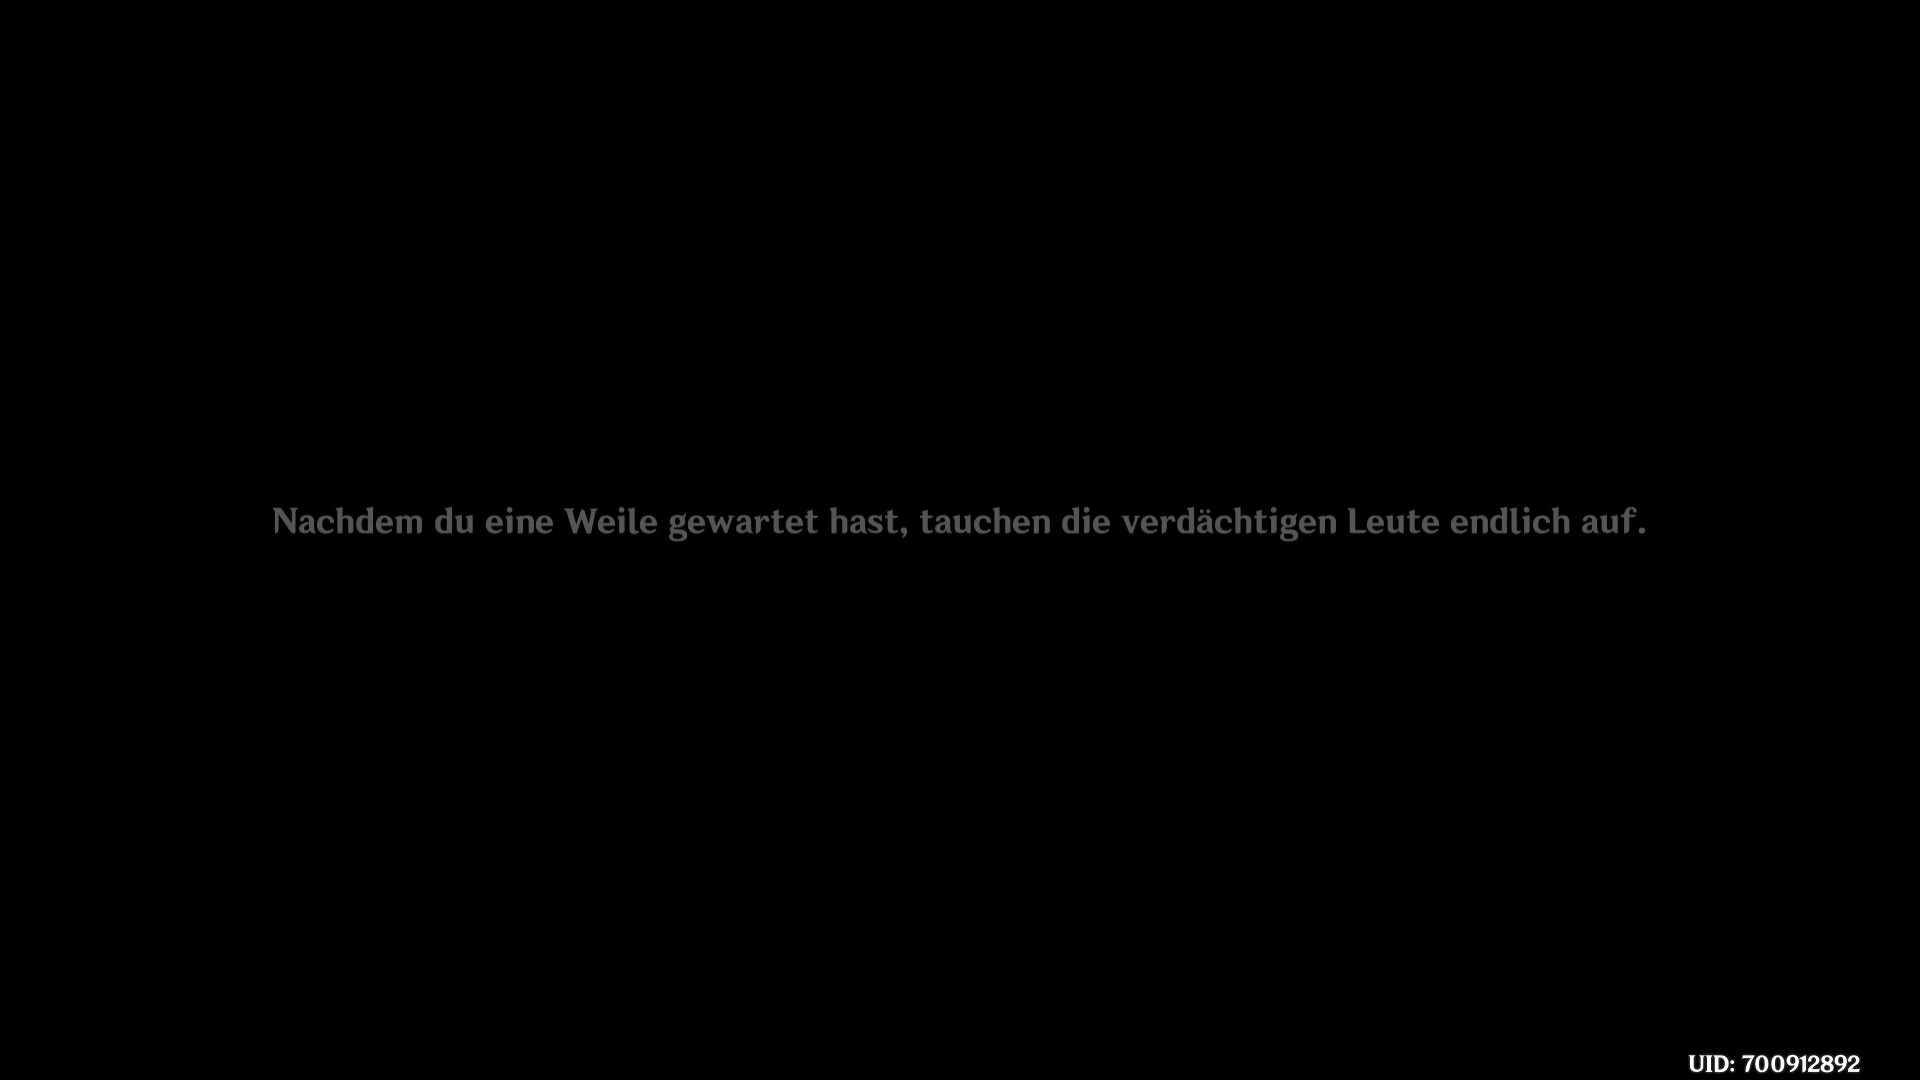 Nachdem du eine Weile gewartet hast, tauchen die verdächtigen Leute endlich auf.
UID: 700912892